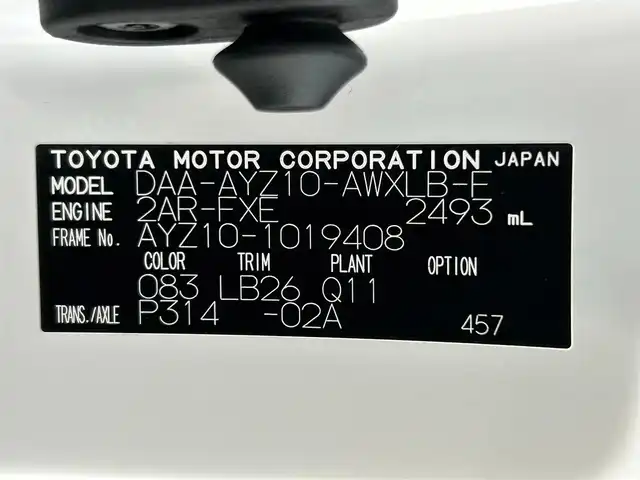 TOYOTA MOTOR CORPORATION JAPAN
MODEL DAA-AYZ10-AWXLB-F
ENGINE 2AR-FXE 2493 mL
FRAME No. AYZ10-1019408
COLOR TRIM PLANT OPTION
083 LB26 Q11
TRANS./AXLE P314 -02A 457